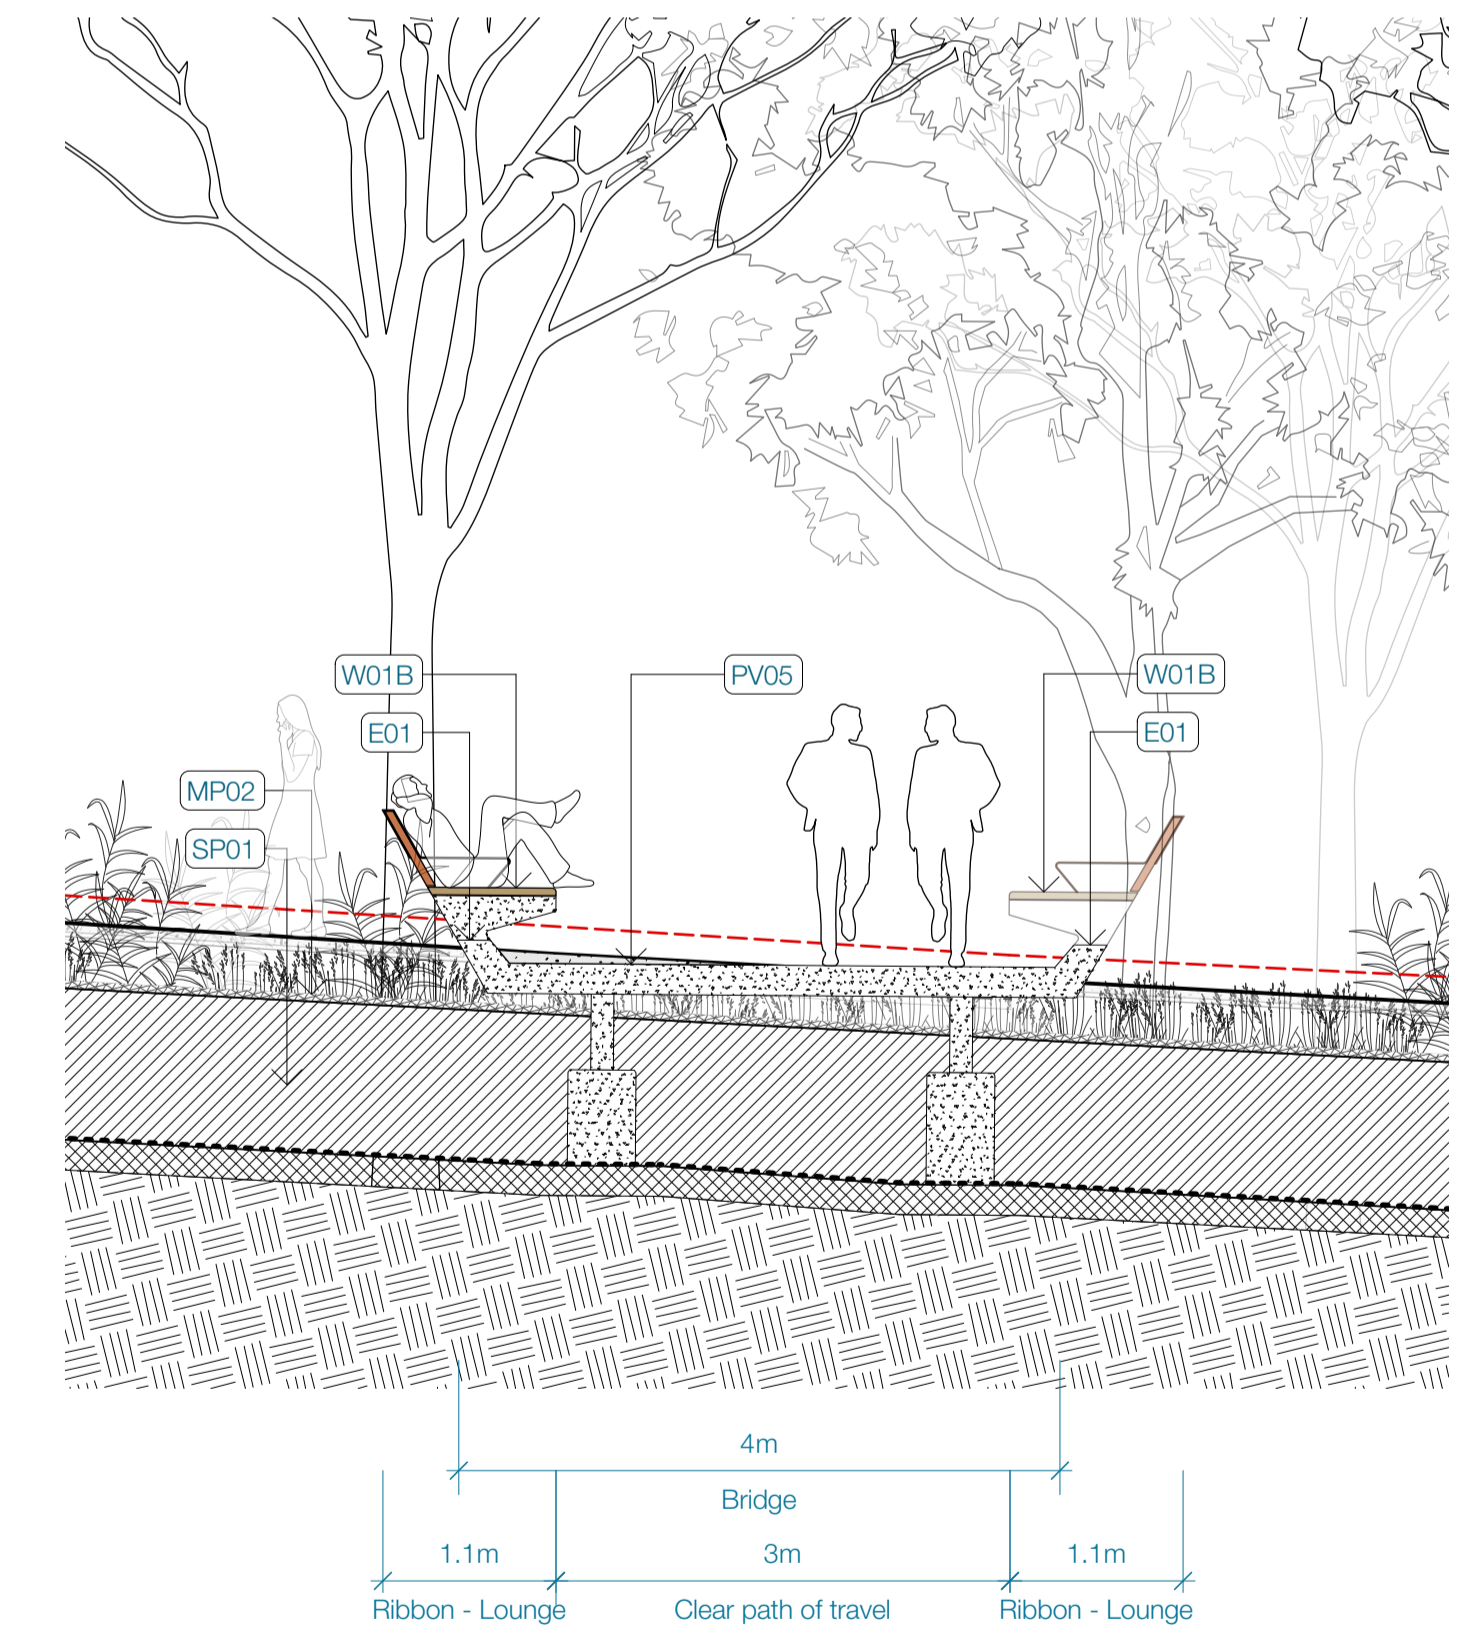 W01B
PV05
W01B
E01
E01
MP02
SP01
4m
Bridge
1.1m
3m
1.1m
Ribbon - Lounge
Clear path of travel
Ribbon - Lounge